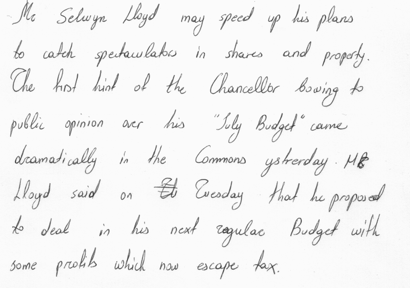 Mr Selwyn Lloyd may speed up his plans
to catch spectaculators in shares and property.
The first hint of the Chancellor bowing to
public opinion over his "July Budget" came
dramatically in the Commons ysterday. Mr
Lloyd said on Tuesday that he proposed
to deal in his next regular Budget with
some profits which now escape tax.